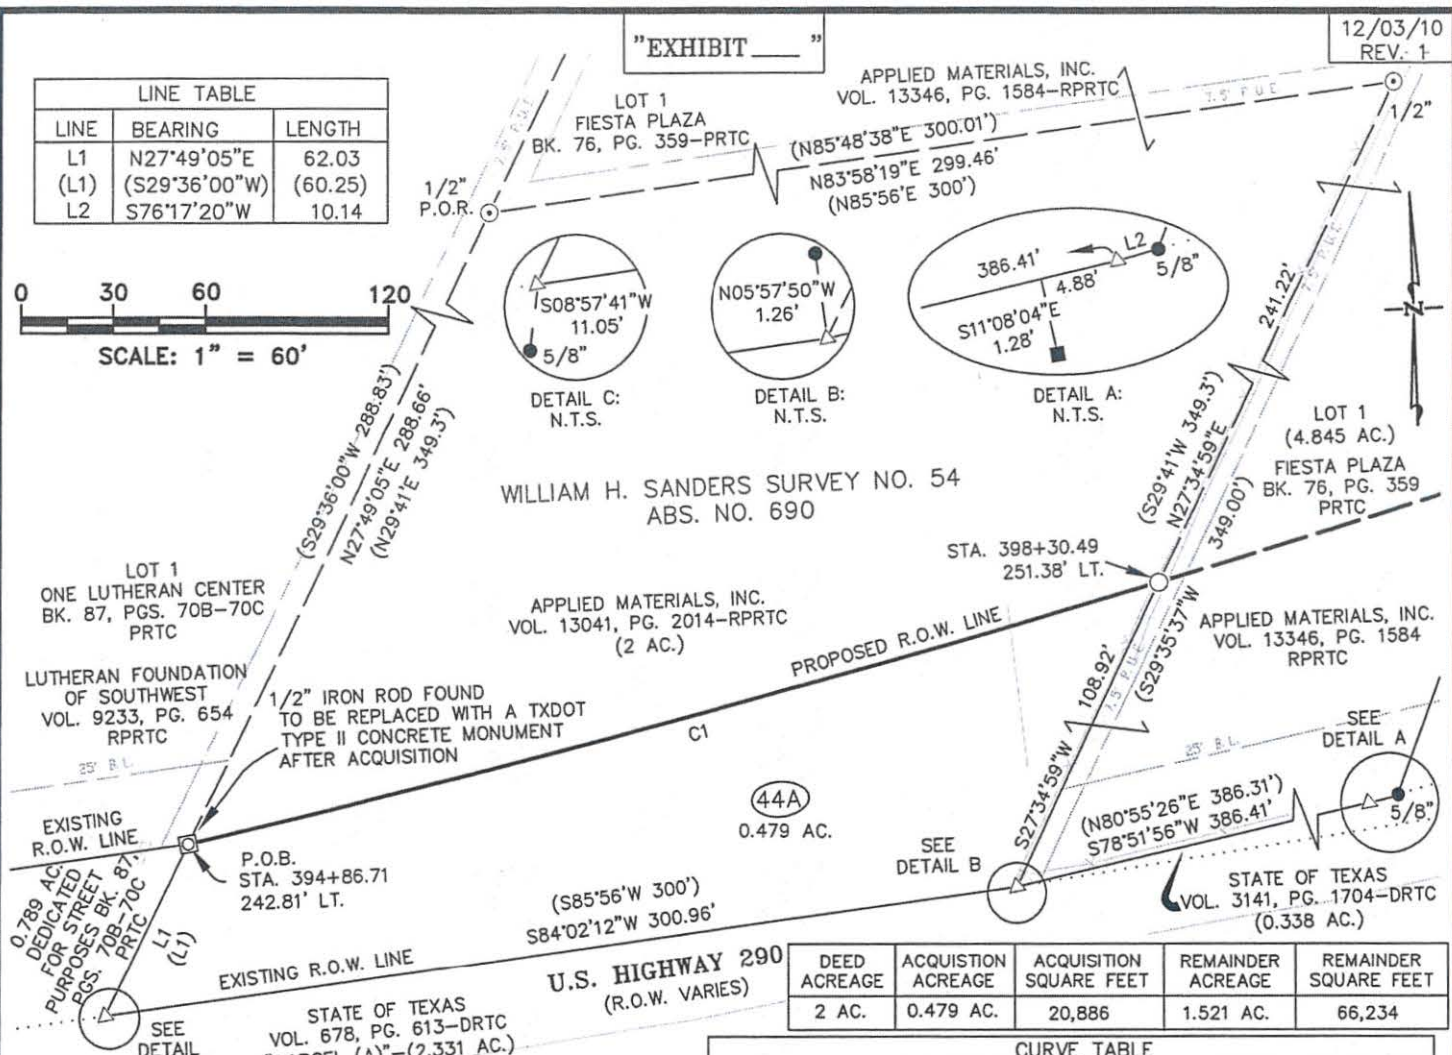 "EXHIBIT ____ "
12/03/10
REV: 1
LINE TABLE
LINE BEARING LENGTH
L1 N27°49'05"E 62.03
(L1) (S29°36'00"W) (60.25)
L2 S76°17'20"W 10.14
0 30 60 120
SCALE: 1" = 60'
LOT 1
FIESTA PLAZA
BK. 76, PG. 359-PRTC
APPLIED MATERIALS, INC.
VOL. 13346, PG. 1584-RPRTC
7.5' P.U.E
7.5' P.U.E
1/2"
(N85°48'38"E 300.01')
N83°58'19"E 299.46'
(N85°56'E 300')
1/2"
P.O.R.
S08°57'41"W
11.05'
5/8"
DETAIL C:
N.T.S.
N05°57'50"W
1.26'
DETAIL B:
N.T.S.
386.41'
L2
4.88'
5/8"
S11°08'04"E
1.28'
DETAIL A:
N.T.S.
241.22'
7.5' P.U.E
N
(S29°36'00"W 288.83')
N27°49'05"E 288.66'
(N29°41'E 349.3')
(S29°41'W 349.3')
N27°34'59"E
349.00')
(S29°35'37"W
LOT 1
(4.845 AC.)
FIESTA PLAZA
BK. 76, PG. 359
PRTC
WILLIAM H. SANDERS SURVEY NO. 54
ABS. NO. 690
STA. 398+30.49
251.38' LT.
LOT 1
ONE LUTHERAN CENTER
BK. 87, PGS. 70B-70C
PRTC
APPLIED MATERIALS, INC.
VOL. 13041, PG. 2014-RPRTC
(2 AC.)
PROPOSED R.O.W. LINE
APPLIED MATERIALS, INC.
VOL. 13346, PG. 1584
RPRTC
LUTHERAN FOUNDATION
OF SOUTHWEST
VOL. 9233, PG. 654
RPRTC
1/2" IRON ROD FOUND
TO BE REPLACED WITH A TXDOT
TYPE II CONCRETE MONUMENT
AFTER ACQUISITION
C1
108.92'
7.5' P.U.E
S27°34'59"W
25' B.L.
25' B.L.
SEE
DETAIL A
5/8"
44A
0.479 AC.
(N80°55'26"E 386.31')
S78°51'56"W 386.41'
EXISTING
R.O.W. LINE
P.O.B.
STA. 394+86.71
242.81' LT.
SEE
DETAIL B
STATE OF TEXAS
VOL. 3141, PG. 1704-DRTC
(0.338 AC.)
0.789 AC.
DEDICATED
FOR STREET
PURPOSES BK. 87,
PGS. 70B-70C
PRTC
L1
(L1)
(S85°56'W 300')
S84°02'12"W 300.96'
EXISTING R.O.W. LINE
U.S. HIGHWAY 290
(R.O.W. VARIES)
SEE
DETAIL
STATE OF TEXAS
VOL. 678, PG. 613-DRTC
(A)"-(2.331 AC.)
DEED ACREAGE ACQUISTION ACREAGE ACQUISITION SQUARE FEET REMAINDER ACREAGE REMAINDER SQUARE FEET
2 AC. 0.479 AC. 20,886 1.521 AC. 66,234
CURVE TABLE